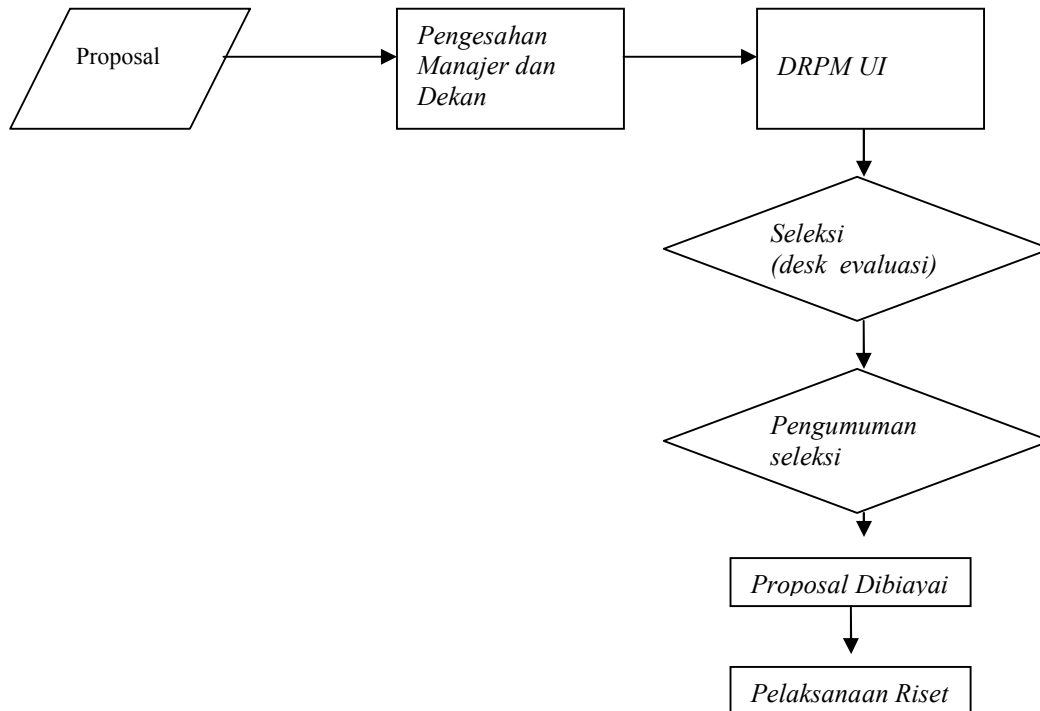 Proposal
Pengesahan
Manajer dan
Dekan
DRPM UI
Seleksi
(desk evaluasi)
Pengumuman
seleksi
Proposal Dibiayai
Pelaksanaan Riset